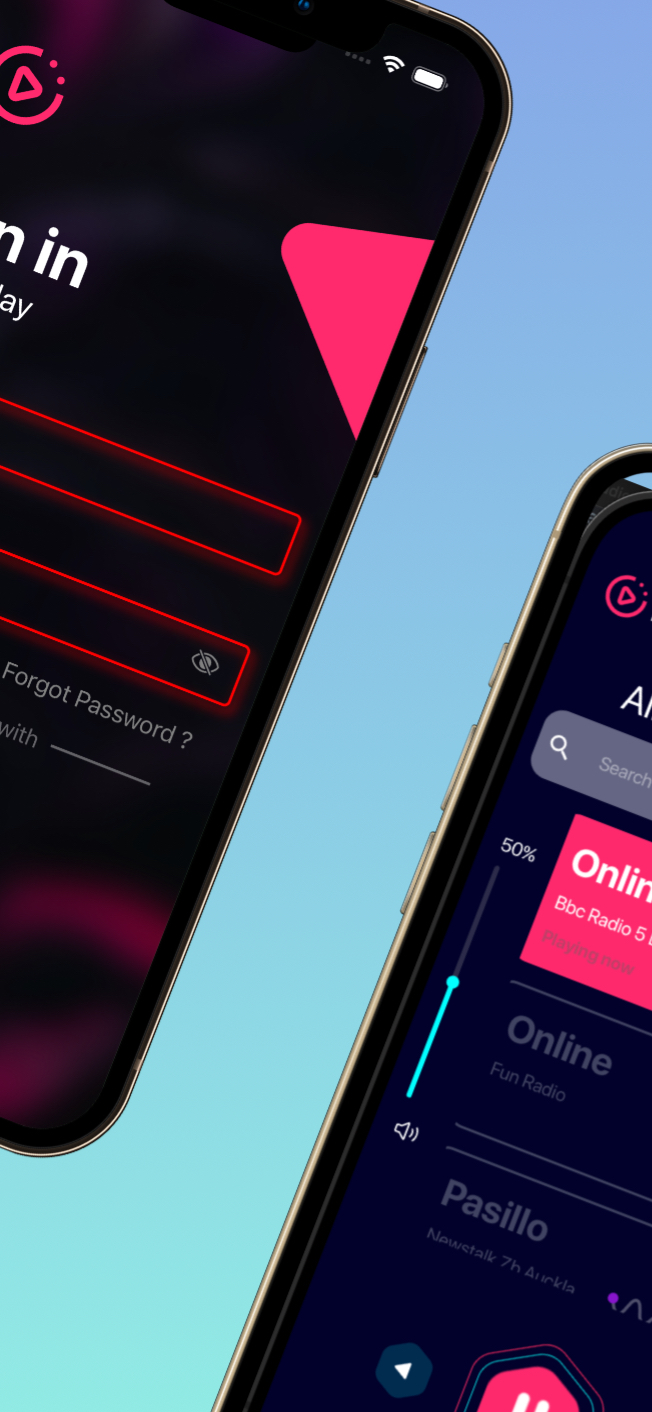 n in
lay
Forgot Password ?
with
Al
Search
50%
Onlin
Bbc Radio 5
Playing now
Online
Fun Radio
Pasillo
Newstalk Zb Auckla